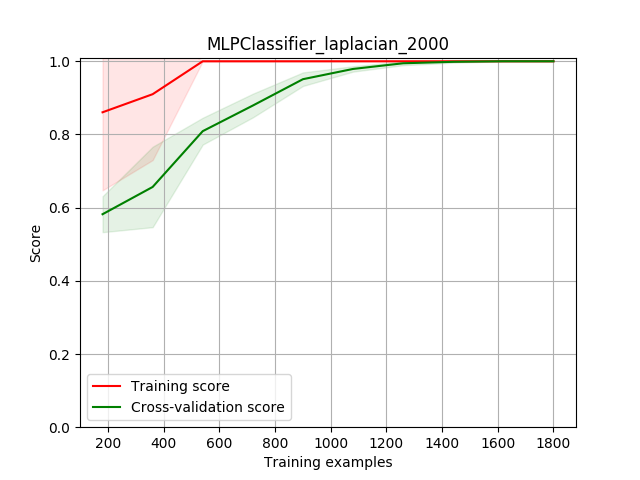 MLPClassifier_laplacian_2000
1.0
0.8
0.6
0.4
0.2
0.0
Score
Training score
Cross-validation score
200 400 600 800 1000 1200 1400 1600 1800
Training examples